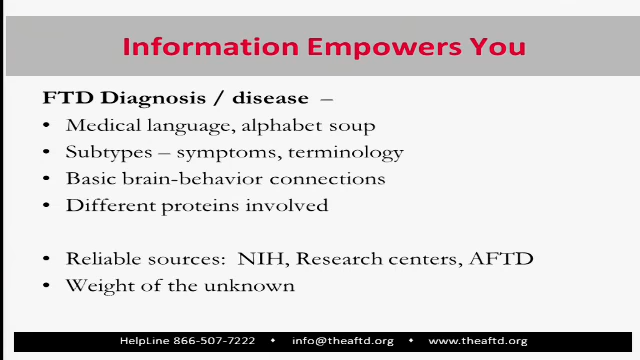 Information Empowers You
FTD Diagnosis / disease –
• Medical language, alphabet soup
• Subtypes – symptoms, terminology
• Basic brain-behavior connections
• Different proteins involved
• Reliable sources: NIH, Research centers, AFTD
• Weight of the unknown
HelpLine 866-507-7222 • info@theaftd.org • www.theaftd.org